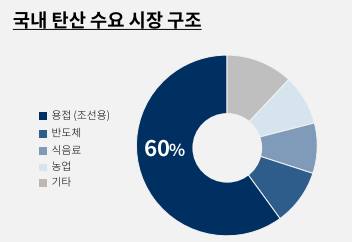 국내 탄산 수요 시장 구조
용접 (조선용)
반도체
식음료
농업
기타
60%